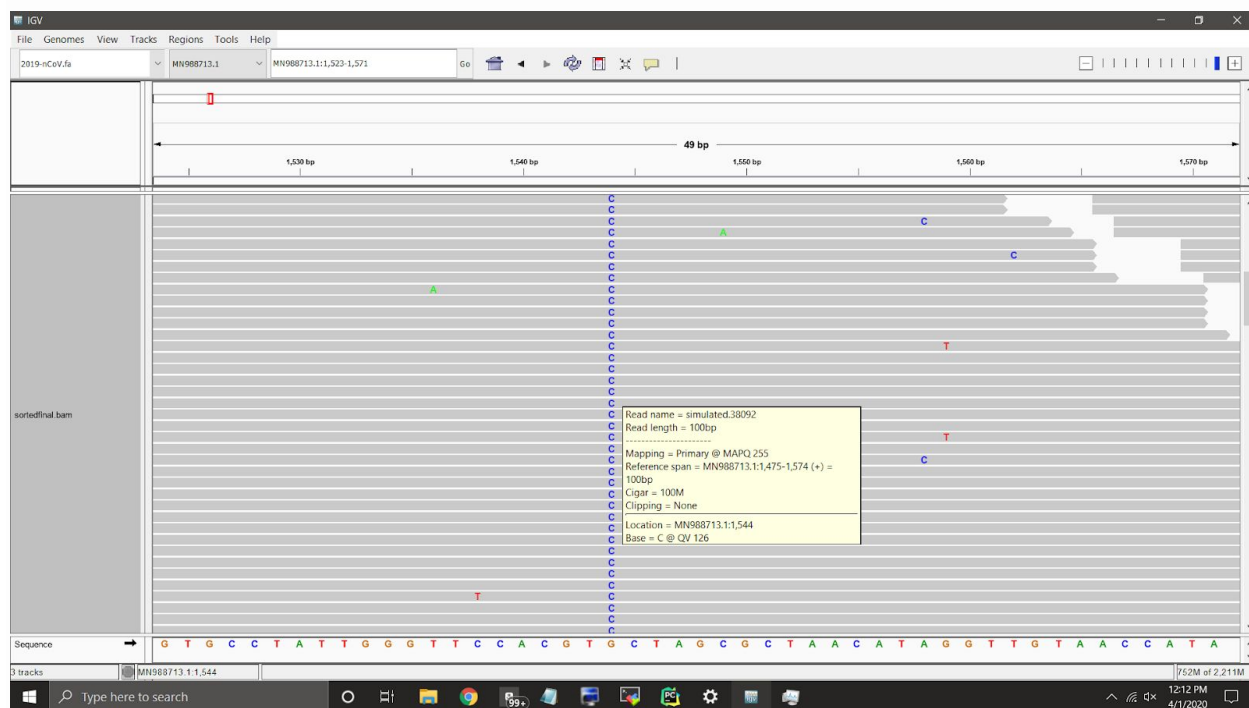 IGV
File Genomes View Tracks Regions Tools Help
2019-nCoV.fa MN988713.1 MN988713.1:1,523-1,571 Go
49 bp
1,530 bp 1,540 bp 1,550 bp 1,560 bp 1,570 bp
C
C
C C
C A
C
C C
C
C
A C
C
C
C
C
C T
C
C
C
C
C
sortedfinal.bam C Read name = simulated.38092
C Read length = 100bp
C ---------------------- T
C Mapping = Primary @ MAPQ 255
C Reference span = MN988713.1:1,475-1,574 (+) = C
C 100bp
C Cigar = 100M
C Clipping = None
C
C Location = MN988713.1:1,544
C Base = C @ QV 126
C
C
C
C
T C
C
C
C
Sequence G T G C C T A T T G G G T T C C A C G T G C T A G C G C T A A C A T A G G T T G T A A C C A T A
3 tracks MN988713.1:1,544 752M of 2,211M
Type here to search 99+ PC 12:12 PM
4/1/2020